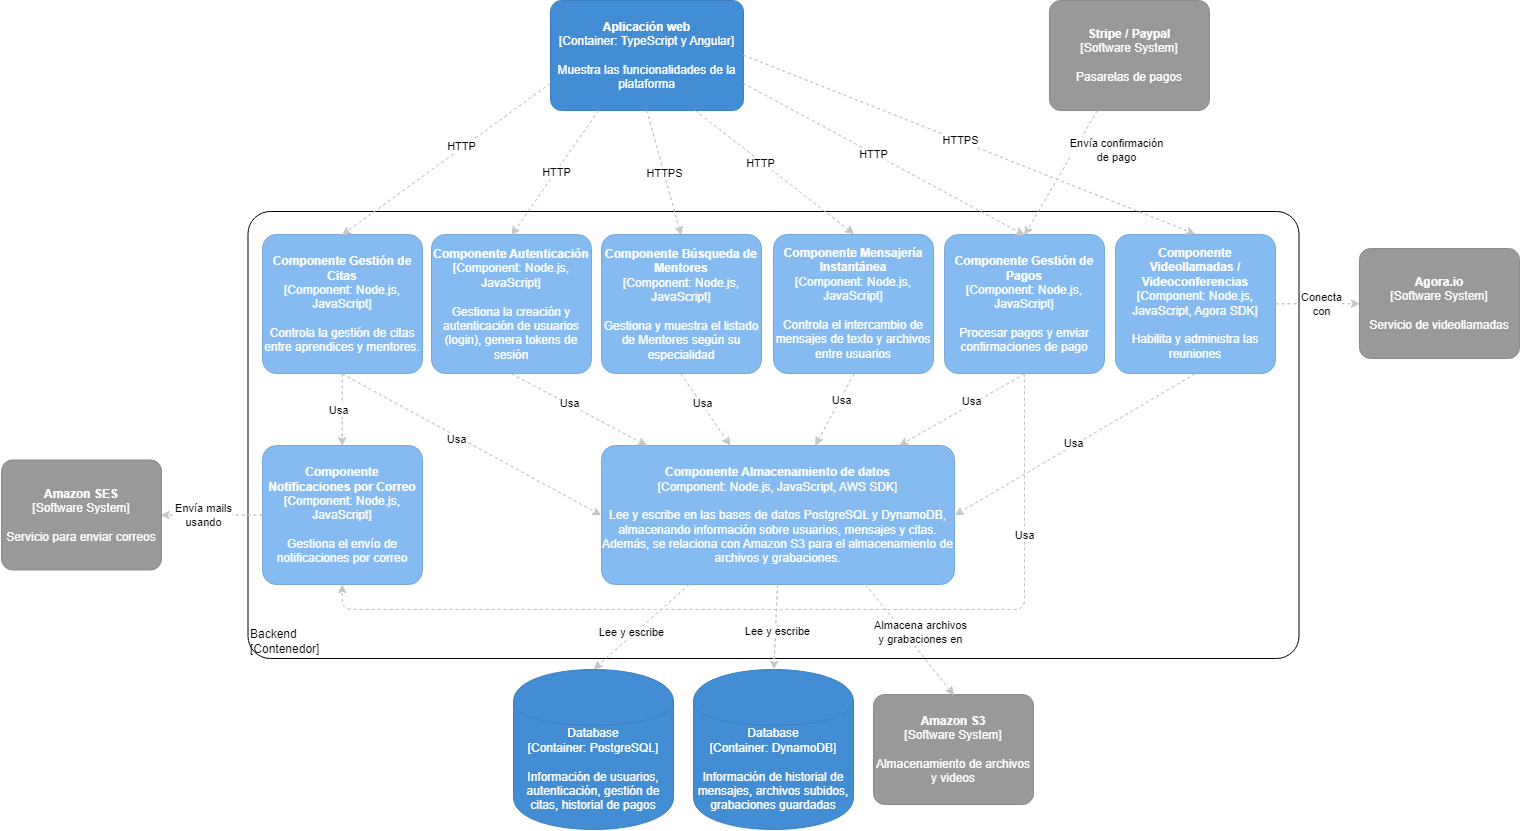 Aplicación web
[Container: TypeScript y Angular]
Muestra las funcionalidades de la
plataforma
Stripe / Paypal
[Software System]
Pasarelas de pagos
HTTP
HTTP
HTTPS
HTTP
HTTP
HTTPS
Envía confirmación
de pago
Componente Gestión de
Citas
[Component: Node.js,
JavaScript]
Controla la gestión de citas
entre aprendices y mentores.
Componente Autenticación
[Component: Node.js,
JavaScript]
Gestiona la creación y
autenticación de usuarios
(login), genera tokens de
sesión
Componente Búsqueda de
Mentores
[Component: Node.js,
JavaScript]
Gestiona y muestra el listado
de Mentores según su
especialidad
Componente Mensajería
Instantánea
[Component: Node.js,
JavaScript]
Controla el intercambio de
mensajes de texto y archivos
entre usuarios
Componente Gestión de
Pagos
[Component: Node.js,
JavaScript]
Procesar pagos y enviar
confirmaciones de pago
Componente
Videollamadas /
Videoconferencias
[Component: Node.js,
JavaScript, Agora SDK]
Habilita y administra las
reuniones
Conecta
con
Agora.io
[Software System]
Servicio de videollamadas
Usa
Usa
Usa
Usa
Usa
Usa
Usa
Usa
Amazon SES
[Software System]
Servicio para enviar correos
Envía mails
usando
Componente
Notificaciones por Correo
[Component: Node.js,
JavaScript]
Gestiona el envío de
notificaciones por correo
Componente Almacenamiento de datos
[Component: Node.js, JavaScript, AWS SDK]
Lee y escribe en las bases de datos PostgreSQL y DynamoDB,
almacenando información sobre usuarios, mensajes y citas.
Además, se relaciona con Amazon S3 para el almacenamiento de
archivos y grabaciones.
Backend
[Contenedor]
Lee y escribe
Lee y escribe
Almacena archivos
y grabaciones en
Database
[Container: PostgreSQL]
Información de usuarios,
autenticación, gestión de
citas, historial de pagos
Database
[Container: DynamoDB]
Información de historial de
mensajes, archivos subidos,
grabaciones guardadas
Amazon S3
[Software System]
Almacenamiento de archivos
y videos